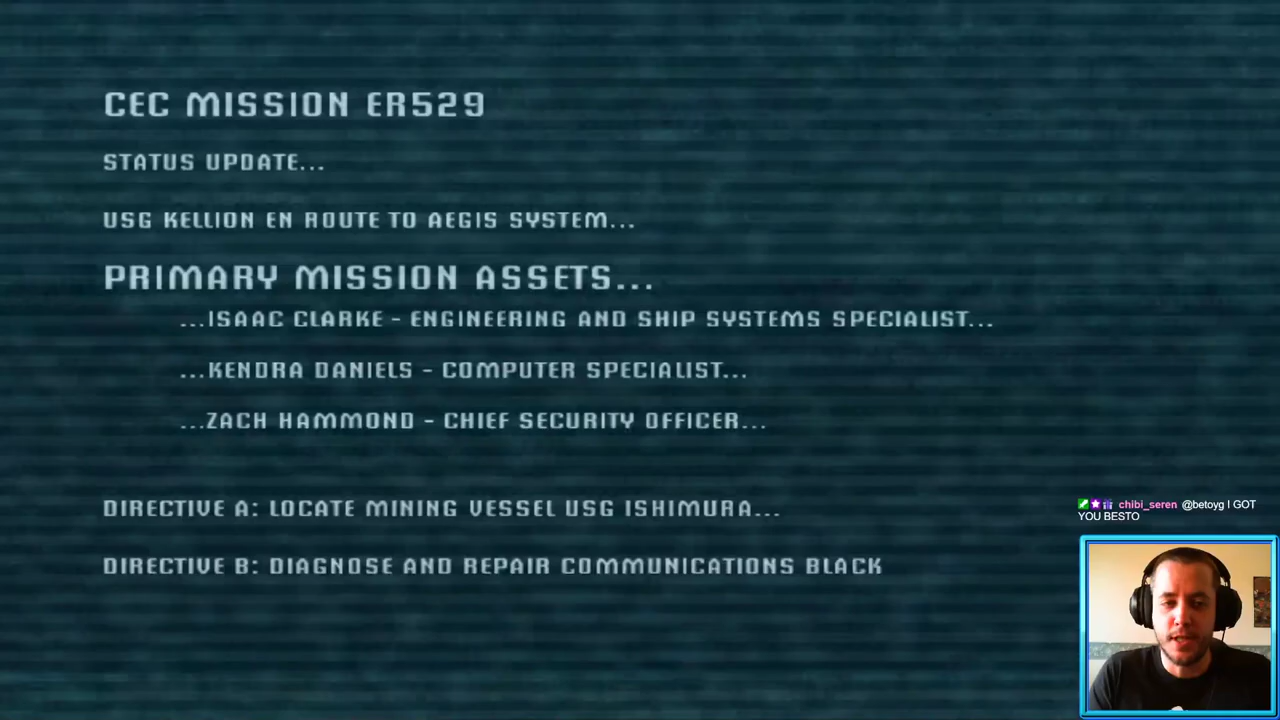 CEC MISSION ER529
STATUS UPDATE...
USG KELLION EN ROUTE TO AEGIS SYSTEM...
PRIMARY MISSION ASSETS...
...ISAAC CLARKE - ENGINEERING AND SHIP SYSTEMS SPECIALIST...
...KENDRA DANIELS - COMPUTER SPECIALIST...
...ZACH HAMMOND - CHIEF SECURITY OFFICER...
DIRECTIVE A: LOCATE MINING VESSEL USG ISHIMURA...
DIRECTIVE B: DIAGNOSE AND REPAIR COMMUNICATIONS BLACK
chibi_seren @betoyg I GOT
YOU BESTO